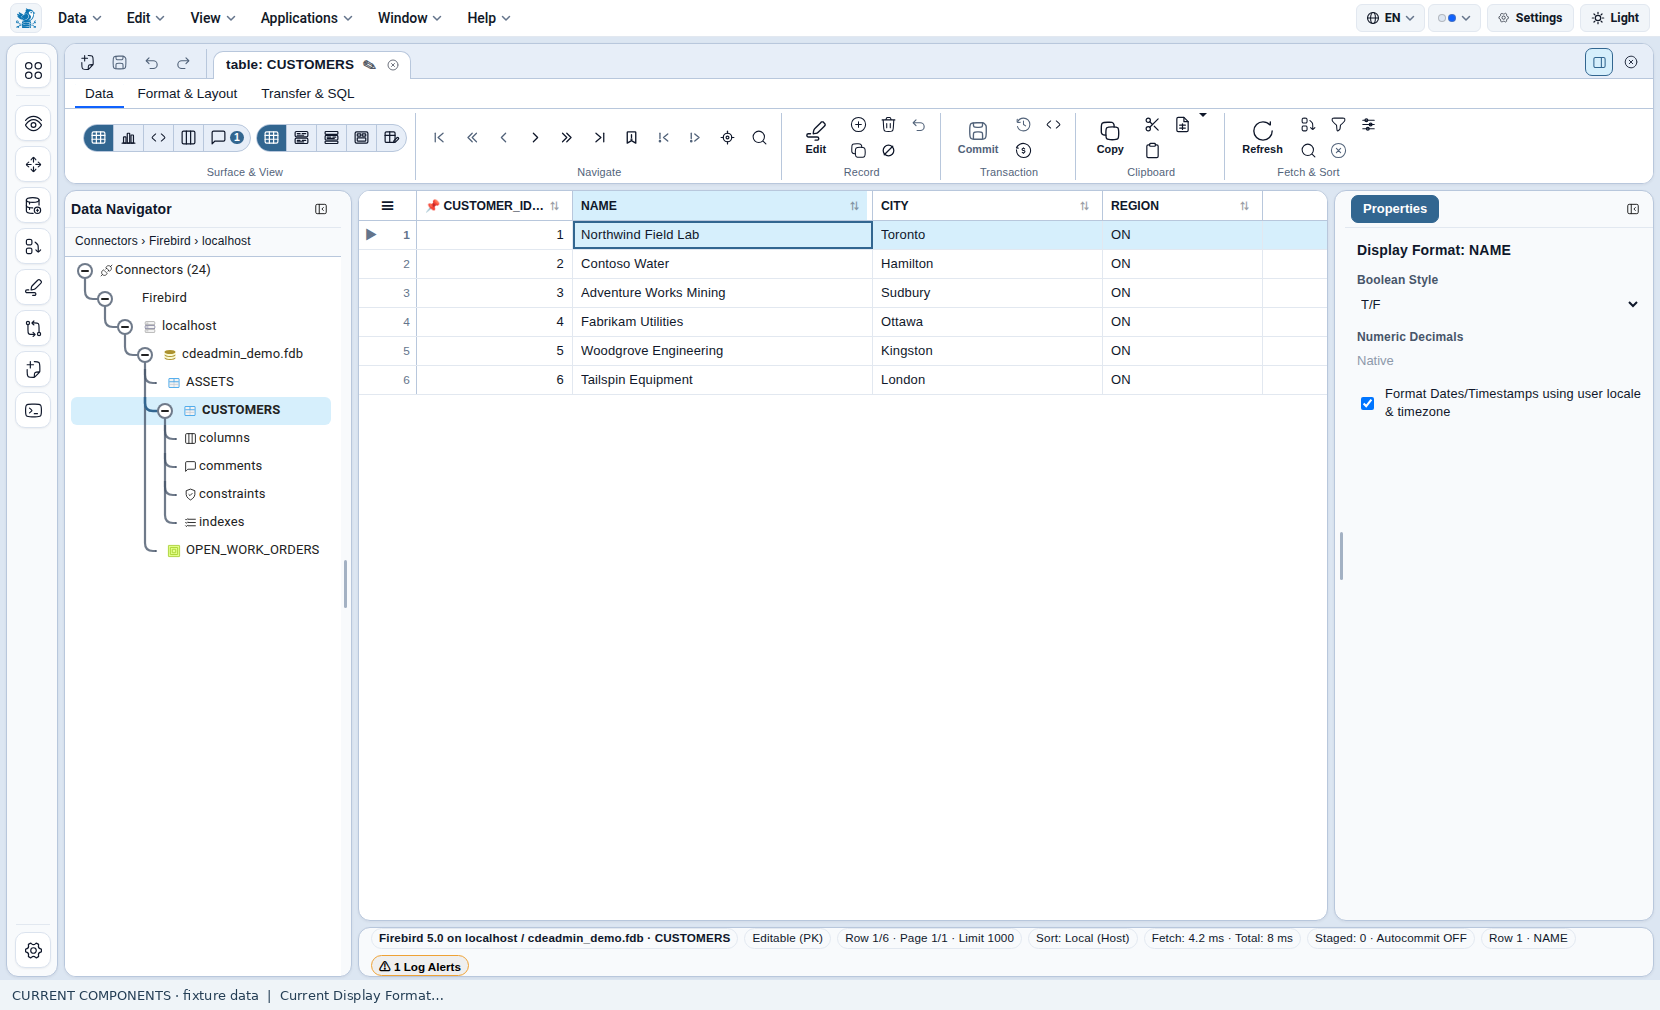 Data Edit View Applications Window Help EN Settings Light
table: CUSTOMERS
Data Format & Layout Transfer & SQL
1
Edit Commit Copy Refresh
Surface & View Navigate Record Transaction Clipboard Fetch & Sort
Data Navigator
Connectors › Firebird › localhost
Connectors (24)
Firebird
localhost
cdeadmin_demo.fdb
ASSETS
CUSTOMERS
columns
comments
constraints
indexes
OPEN_WORK_ORDERS
CUSTOMER_ID... NAME CITY REGION
1 1 Northwind Field Lab Toronto ON
2 2 Contoso Water Hamilton ON
3 3 Adventure Works Mining Sudbury ON
4 4 Fabrikam Utilities Ottawa ON
5 5 Woodgrove Engineering Kingston ON
6 6 Tailspin Equipment London ON
Properties
Display Format: NAME
Boolean Style
T/F
Numeric Decimals
Native
Format Dates/Timestamps using user locale
& timezone
Firebird 5.0 on localhost / cdeadmin_demo.fdb · CUSTOMERS Editable (PK) Row 1/6 · Page 1/1 · Limit 1000 Sort: Local (Host) Fetch: 4.2 ms · Total: 8 ms Staged: 0 · Autocommit OFF Row 1 · NAME
1 Log Alerts
CURRENT COMPONENTS · fixture data | Current Display Format...